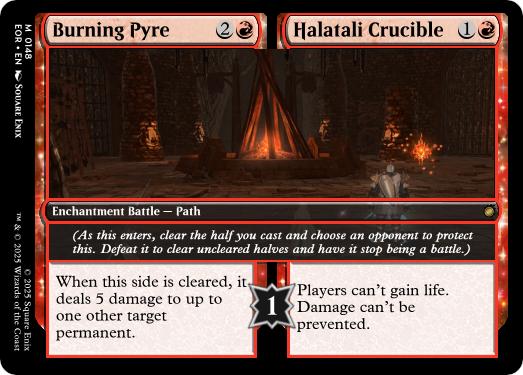 Burning Pyre 2
Halatali Crucible 1
M 0148
EOR • EN SQUARE ENIX
™ & © 2025 Wizards of the Coast
© 2025 Square Enix
Enchantment Battle — Path
(As this enters, clear the half you cast and choose an opponent to protect
this. Defeat it to clear uncleared halves and have it stop being a battle.)
When this side is cleared, it
deals 5 damage to up to
one other target
permanent.
1
Players can't gain life.
Damage can't be
prevented.